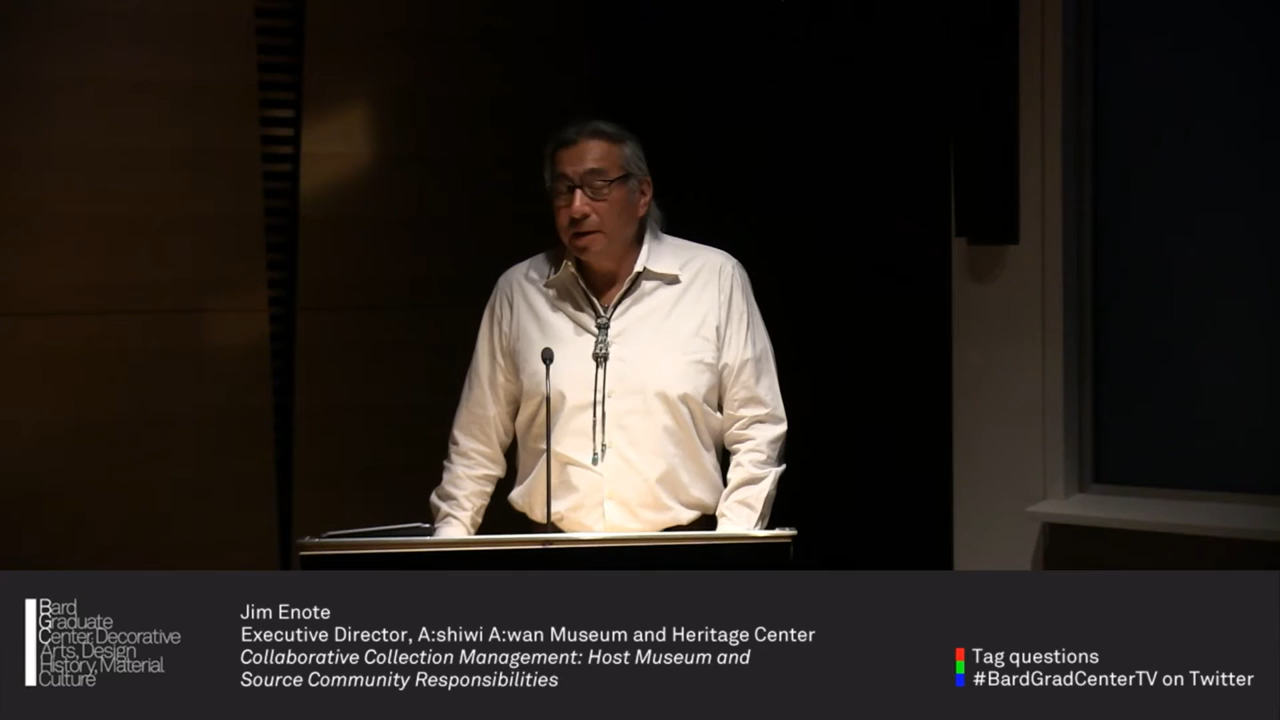 Bard
Graduate
Center Decorative
Arts, Design
History, Material
Culture
Jim Enote
Executive Director, A:shiwi A:wan Museum and Heritage Center
Collaborative Collection Management: Host Museum and
Source Community Responsibilities
Tag questions
#BardGradCenterTV on Twitter